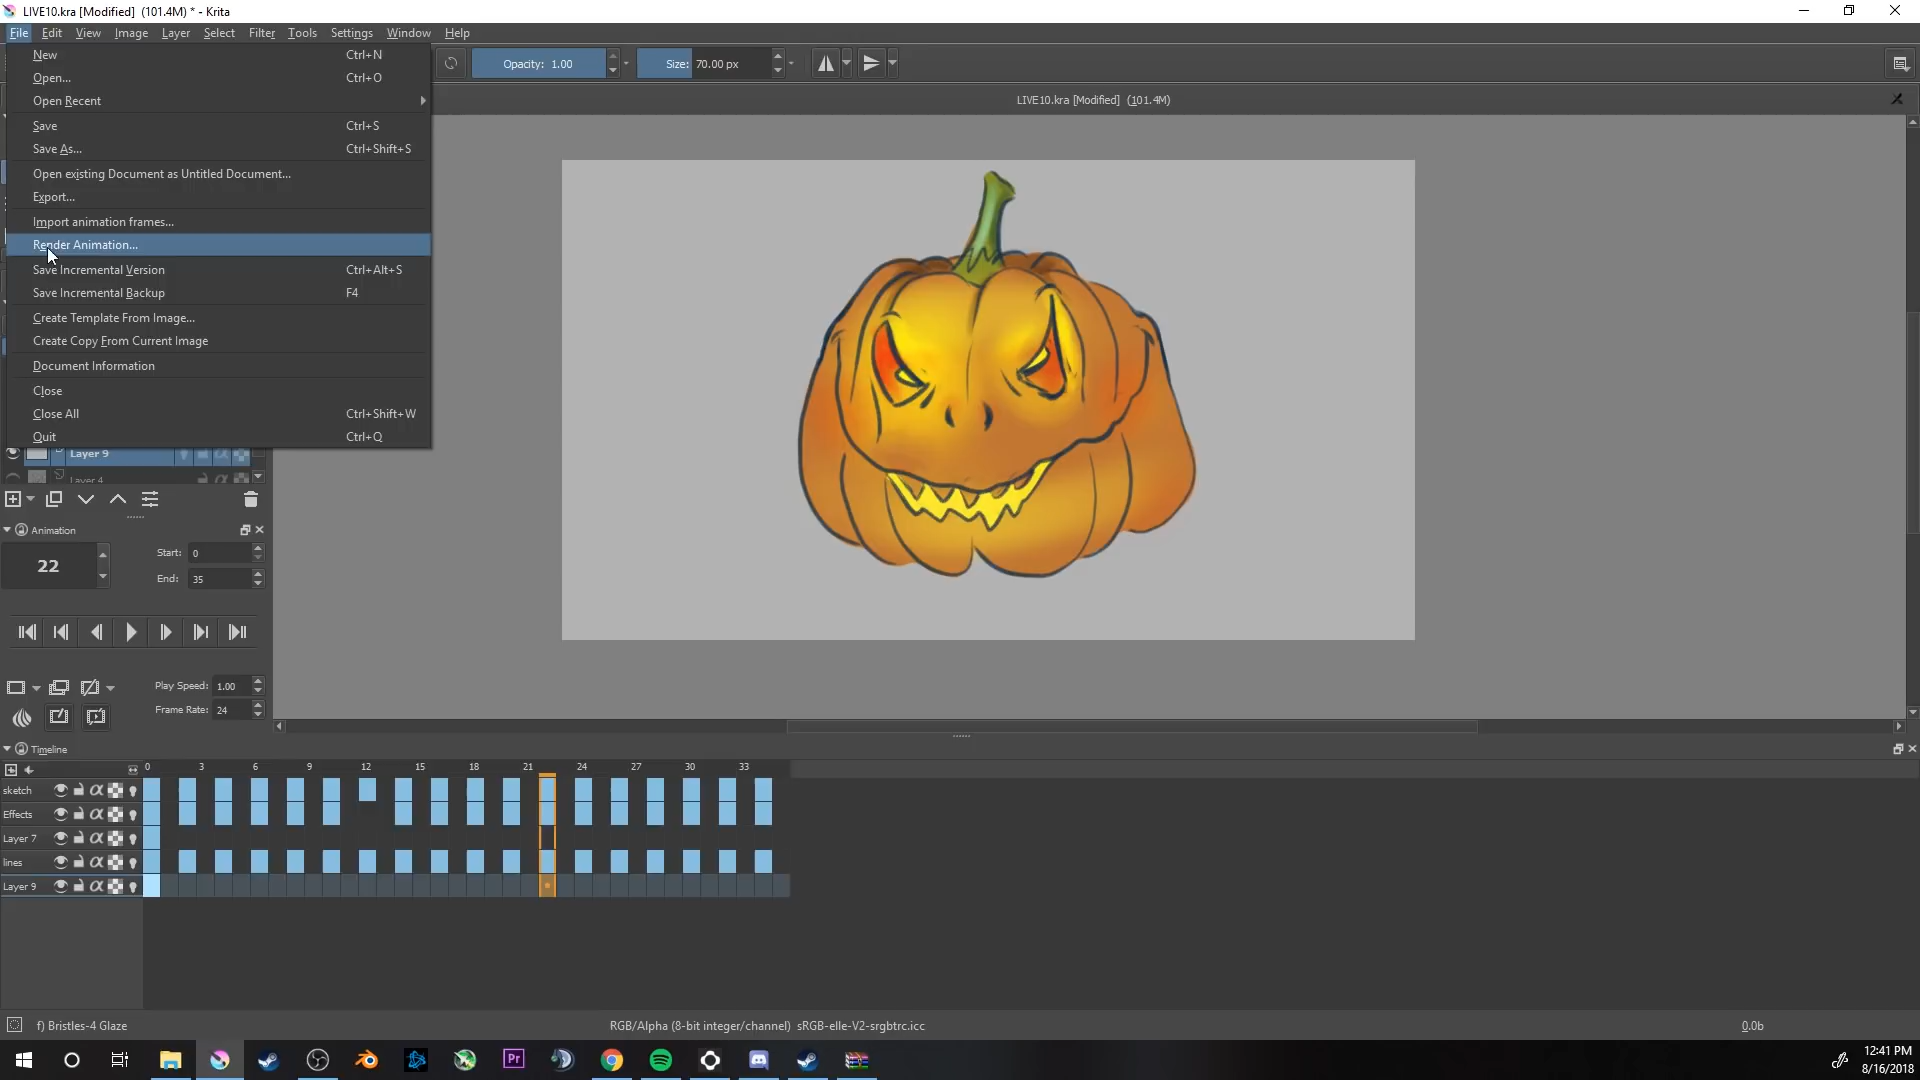 LIVE10.kra [Modified]  (101.4M) * - Krita
File Edit View Image Layer Select Filter Tools Settings Window Help
New Ctrl+N
Open... Ctrl+O
Open Recent
Save Ctrl+S
Save As... Ctrl+Shift+S
Open existing Document as Untitled Document...
Export...
Import animation frames...
Render Animation...
Save Incremental Version Ctrl+Alt+S
Save Incremental Backup F4
Create Template From Image...
Create Copy From Current Image
Document Information
Close
Close All Ctrl+Shift+W
Quit Ctrl+Q
Opacity: 1.00
Size: 70.00 px
LIVE10.kra [Modified]  (101.4M)
Layer 9
Layer 4
Animation
22
Start: 0
End: 35
Play Speed: 1.00
Frame Rate: 24
Timeline
0 3 6 9 12 15 18 21 24 27 30 33
sketch
Effects
Layer 7
lines
Layer 9
f) Bristles-4 Glaze
RGB/Alpha (8-bit integer/channel)  sRGB-elle-V2-srgbtrc.icc
0.0b
Pr
12:41 PM
8/16/2018